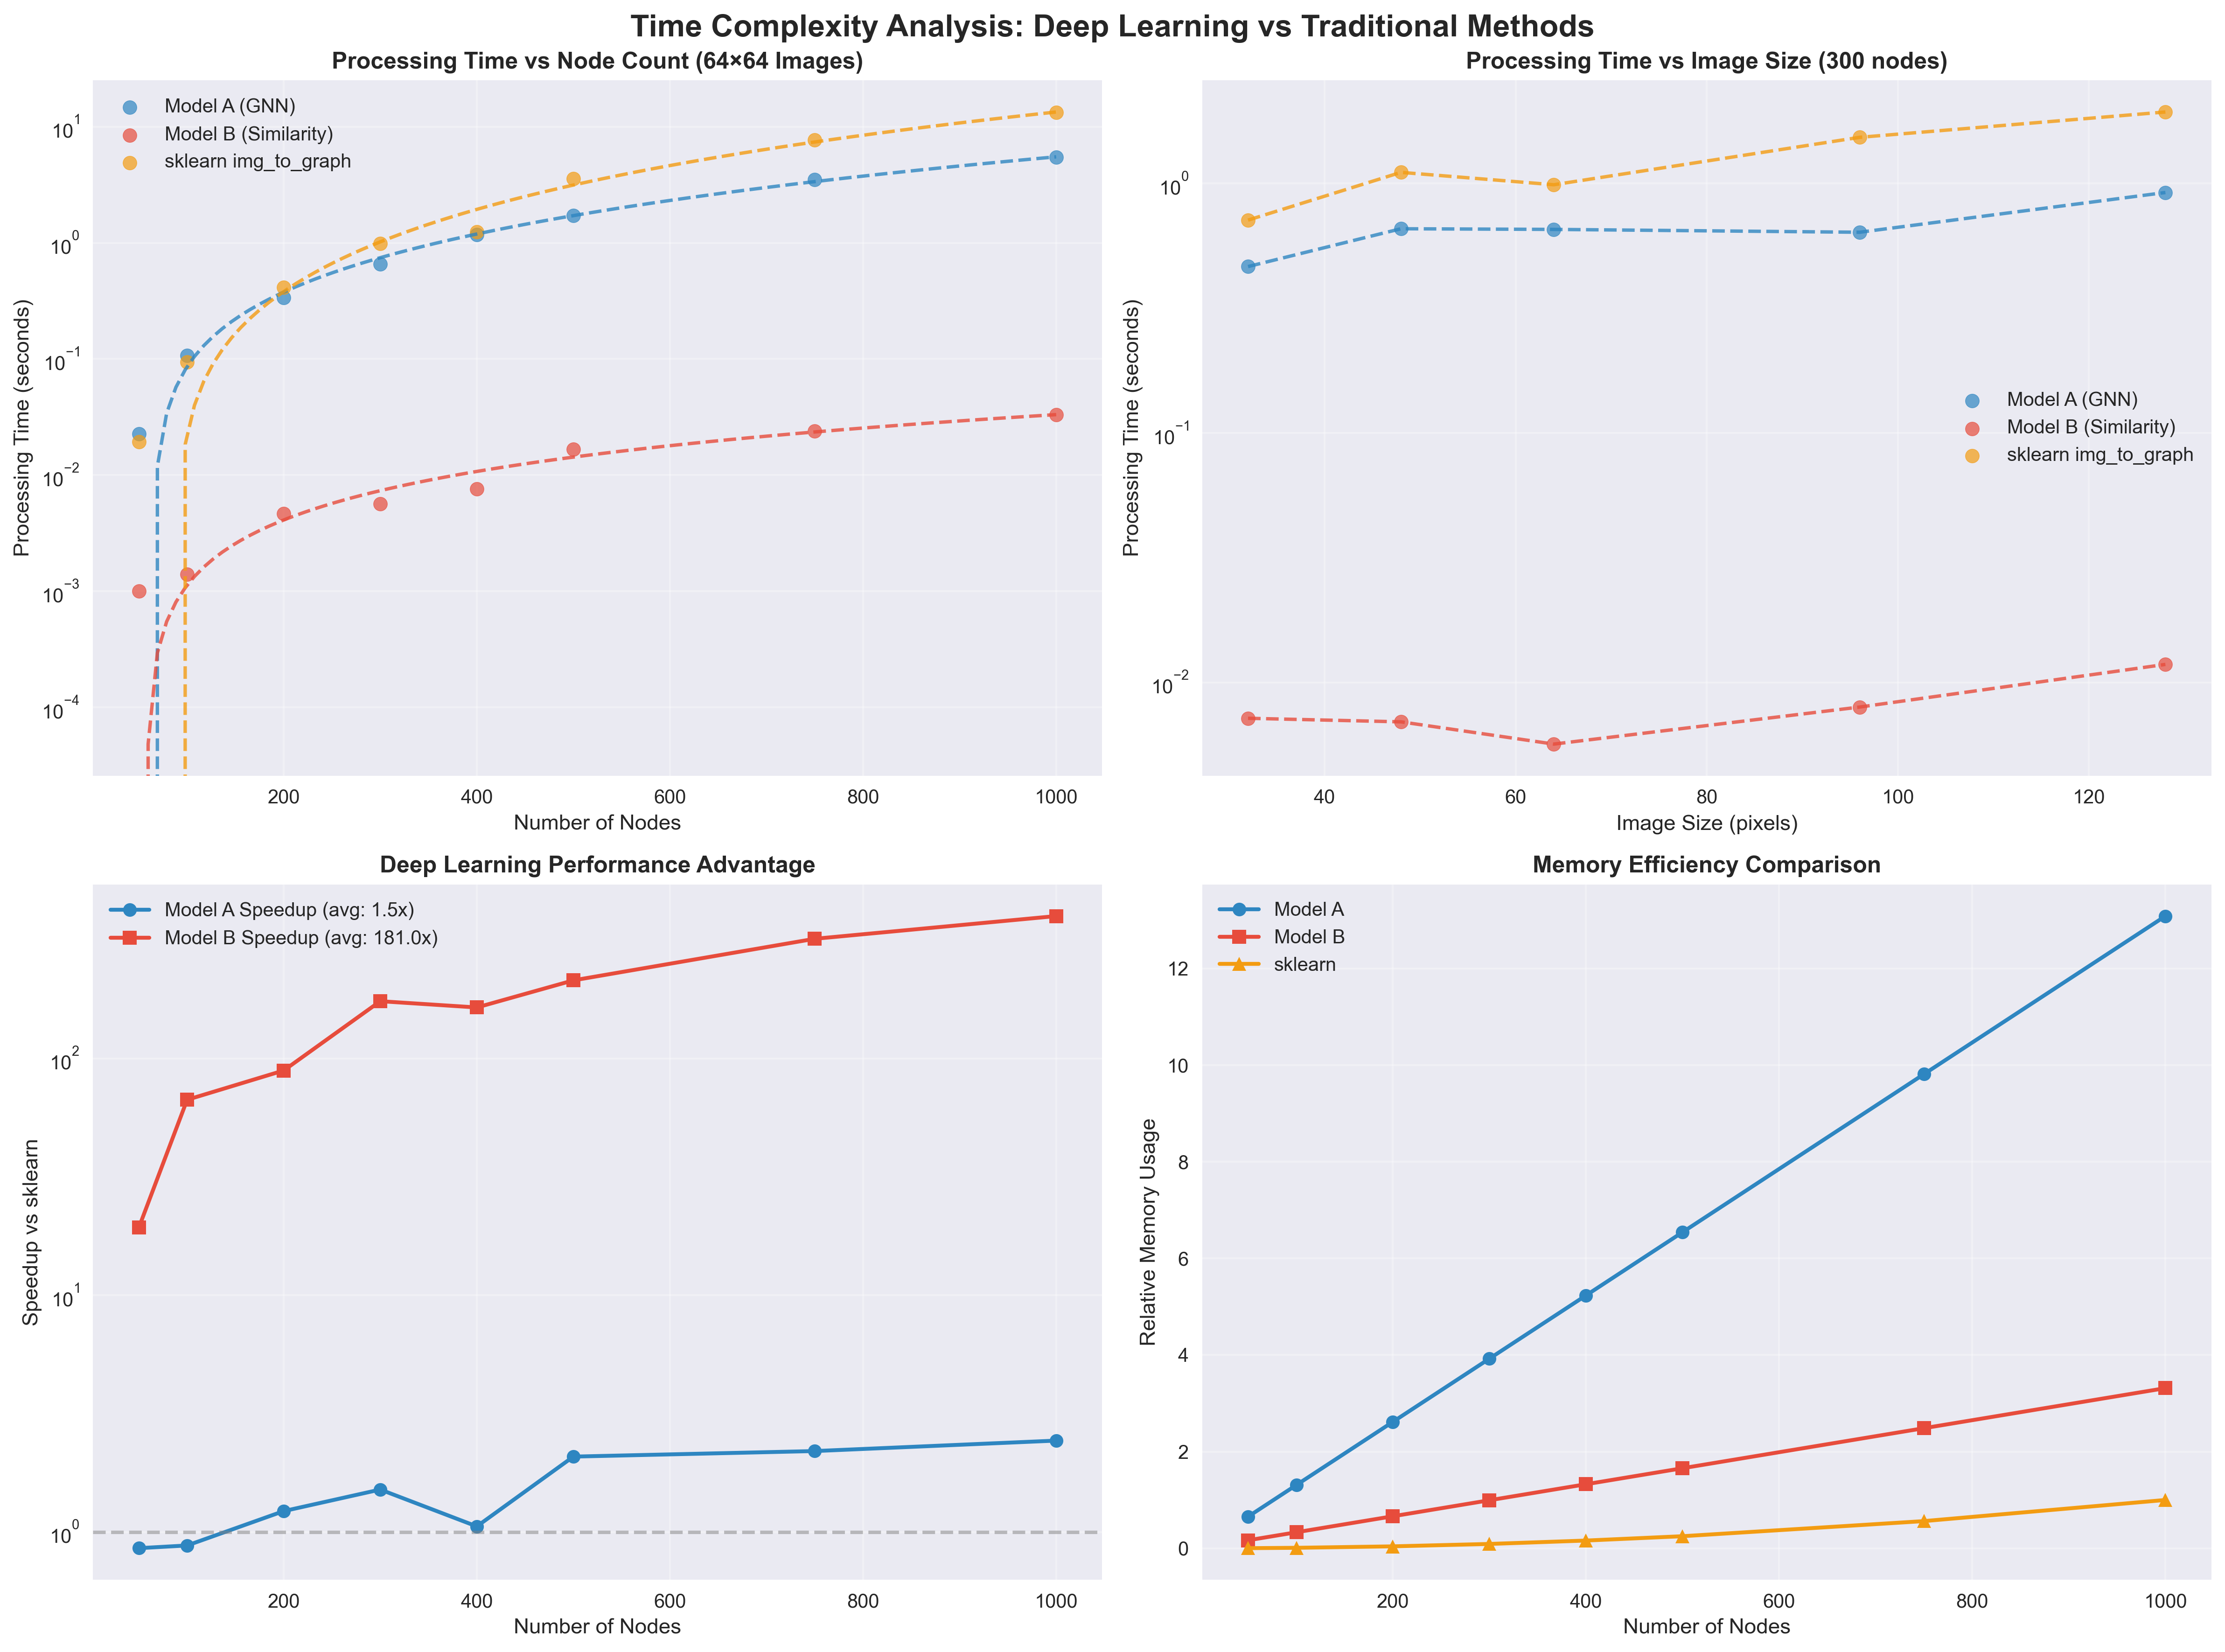 Time Complexity Analysis: Deep Learning vs Traditional Methods
Processing Time vs Node Count (64×64 Images)
Model A (GNN)
Model B (Similarity)
sklearn img_to_graph
10^1
10^0
10^−1
10^−2
10^−3
10^−4
Processing Time (seconds)
200 400 600 800 1000
Number of Nodes
Processing Time vs Image Size (300 nodes)
10^0
10^−1
10^−2
Processing Time (seconds)
Model A (GNN)
Model B (Similarity)
sklearn img_to_graph
40 60 80 100 120
Image Size (pixels)
Deep Learning Performance Advantage
Model A Speedup (avg: 1.5x)
Model B Speedup (avg: 181.0x)
10^2
10^1
10^0
Speedup vs sklearn
200 400 600 800 1000
Number of Nodes
Memory Efficiency Comparison
Model A
Model B
sklearn
12
10
8
6
4
2
0
Relative Memory Usage
200 400 600 800 1000
Number of Nodes